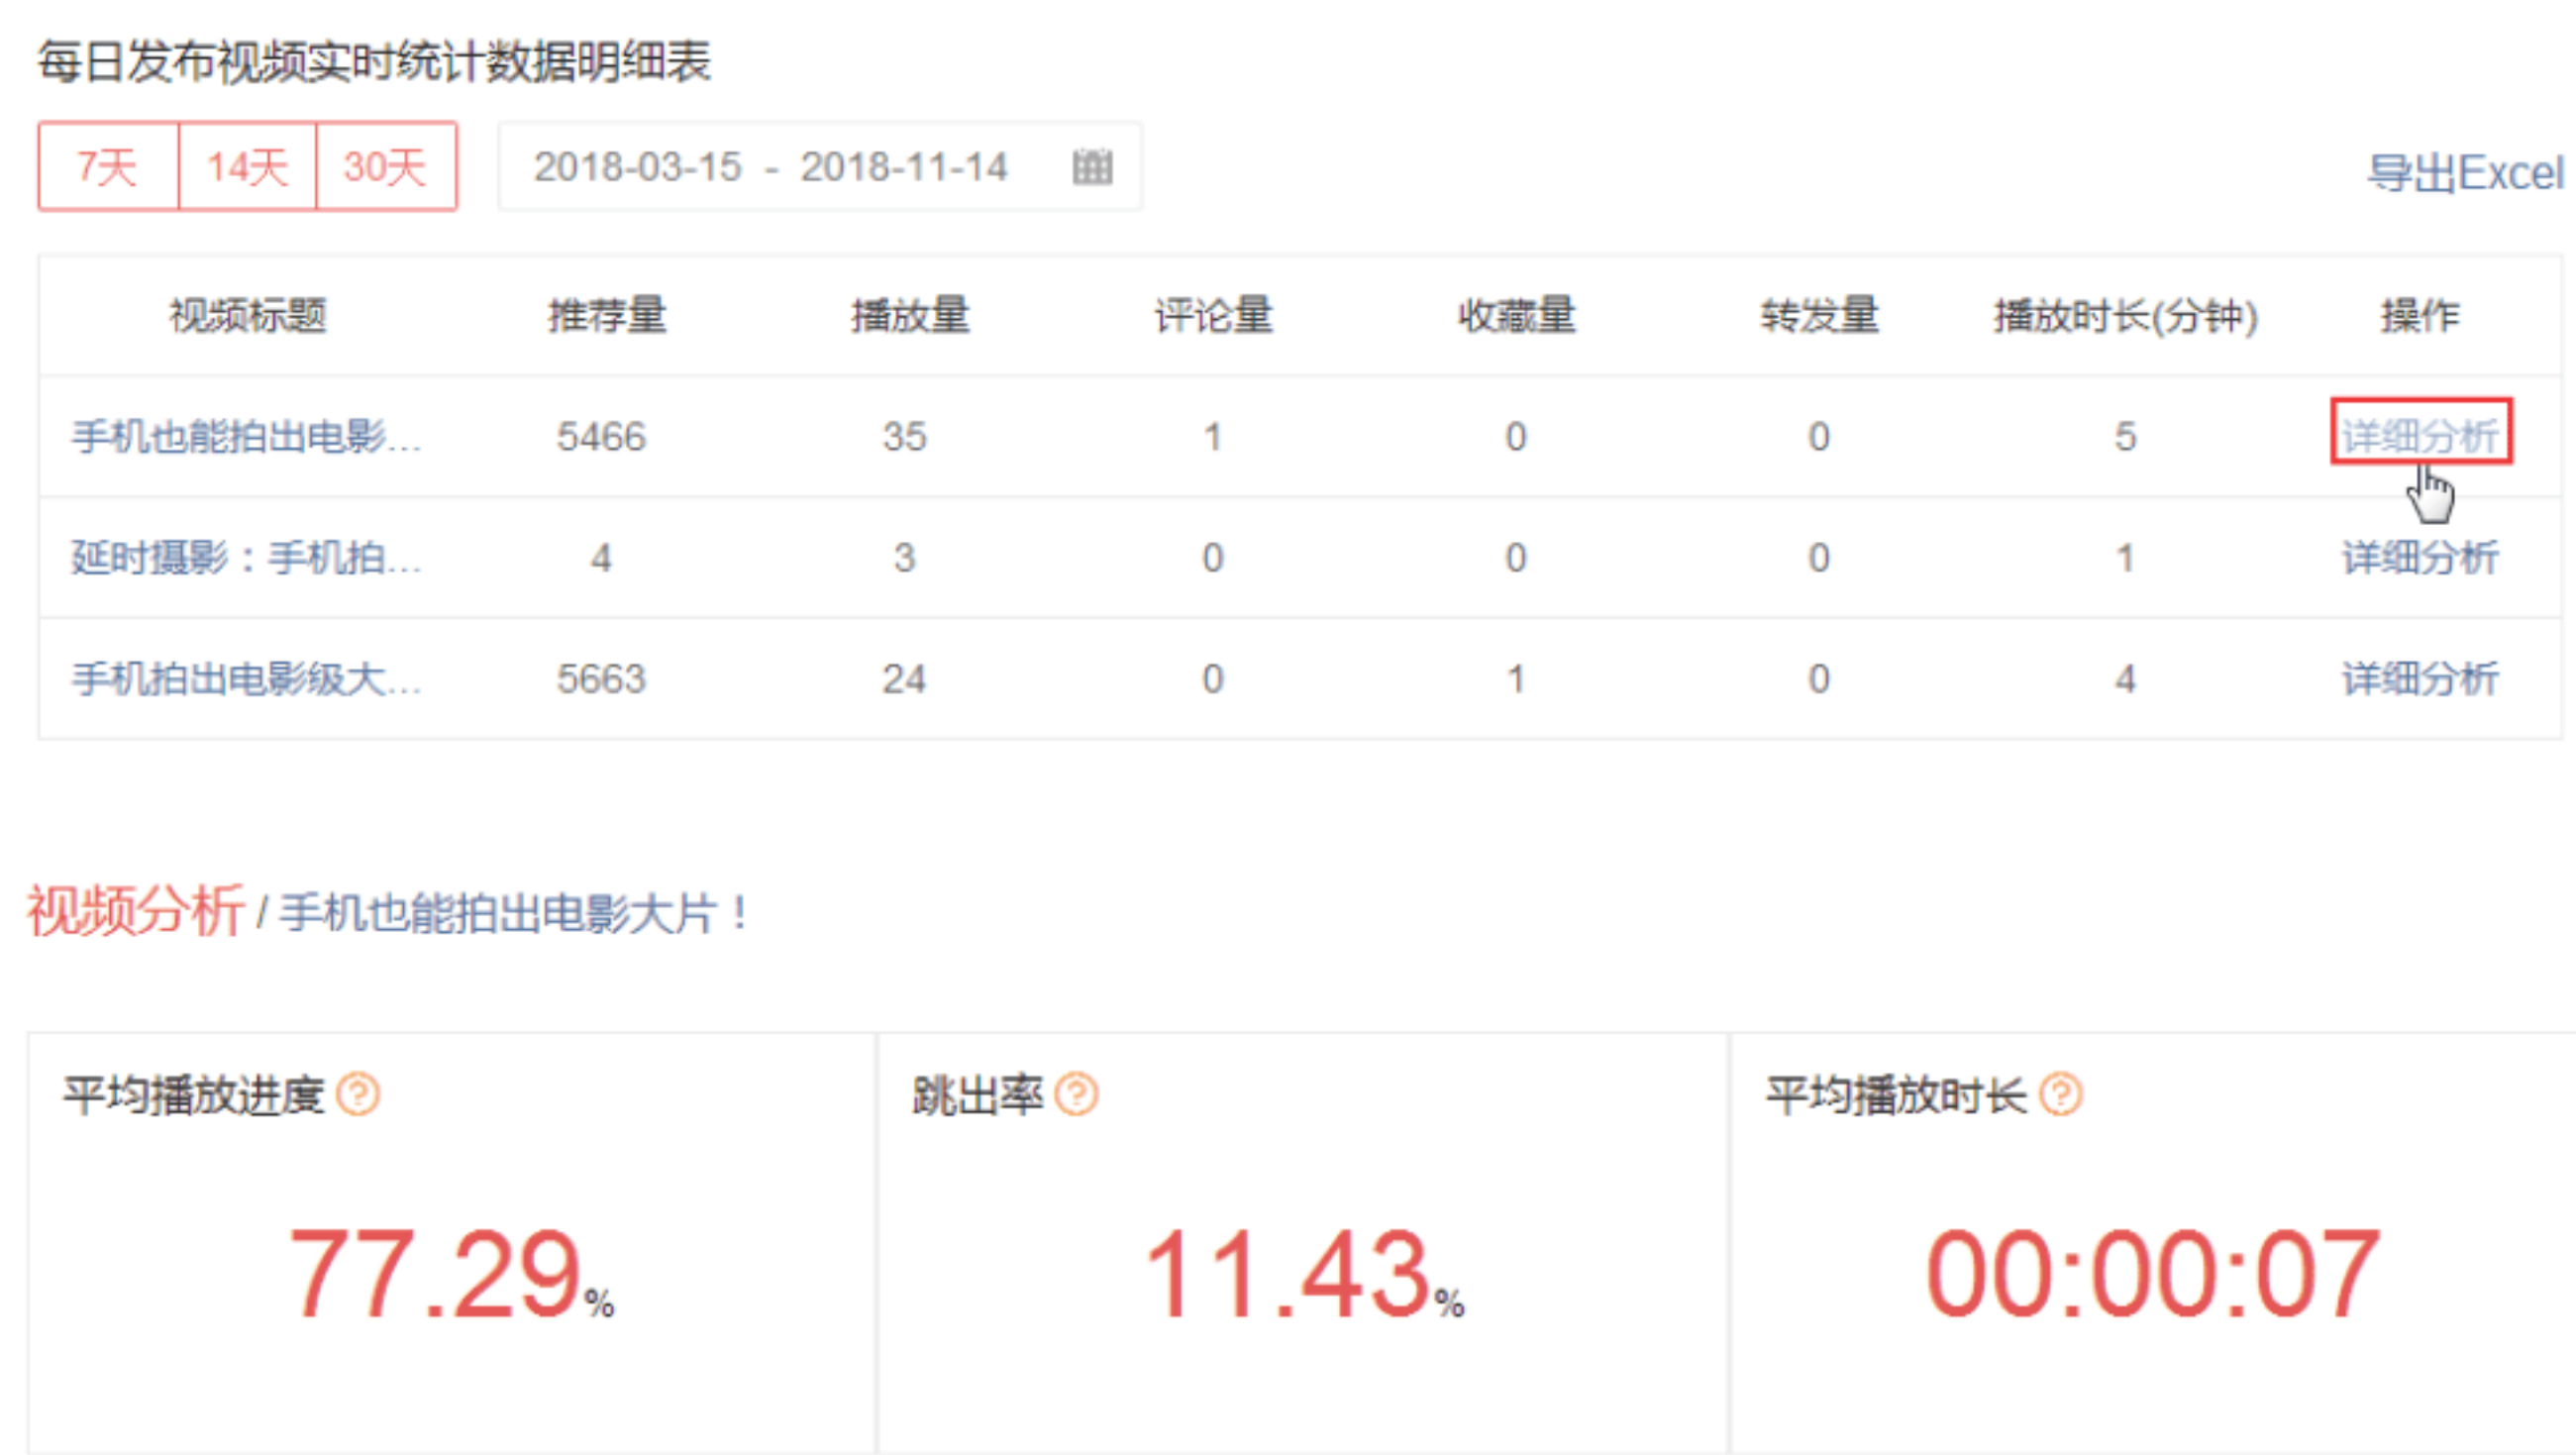 每日发布视频实时统计数据明细表
7天 14天 30天 2018-03-15 - 2018-11-14 导出Excel
视频标题 推荐量 播放量 评论量 收藏量 转发量 播放时长(分钟) 操作
手机也能拍出电影... 5466 35 1 0 0 5 详细分析
延时摄影：手机拍... 4 3 0 0 0 1 详细分析
手机拍出电影级大... 5663 24 0 1 0 4 详细分析
视频分析 / 手机也能拍出电影大片！
平均播放进度 ? 跳出率 ? 平均播放时长 ?
77.29% 11.43% 00:00:07